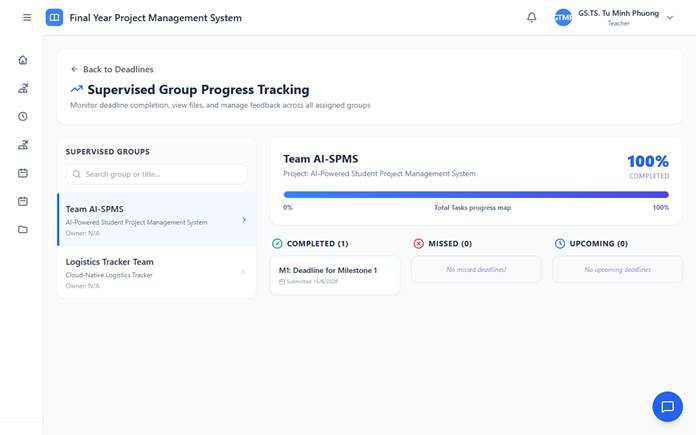 Final Year Project Management System
GTMP
GS.TS. Tu Minh Phuong
Teacher
Back to Deadlines
Supervised Group Progress Tracking
Monitor deadline completion, view files, and manage feedback across all assigned groups
SUPERVISED GROUPS
Search group or title...
Team AI-SPMS
AI-Powered Student Project Management System
Owner: N/A
Logistics Tracker Team
Cloud-Native Logistics Tracker
Owner: N/A
Team AI-SPMS
Project: AI-Powered Student Project Management System
100%
COMPLETED
0%
Total Tasks progress map
100%
COMPLETED (1)
M1: Deadline for Milestone 1
Submitted 15/6/2026
MISSED (0)
No missed deadlines!
UPCOMING (0)
No upcoming deadlines